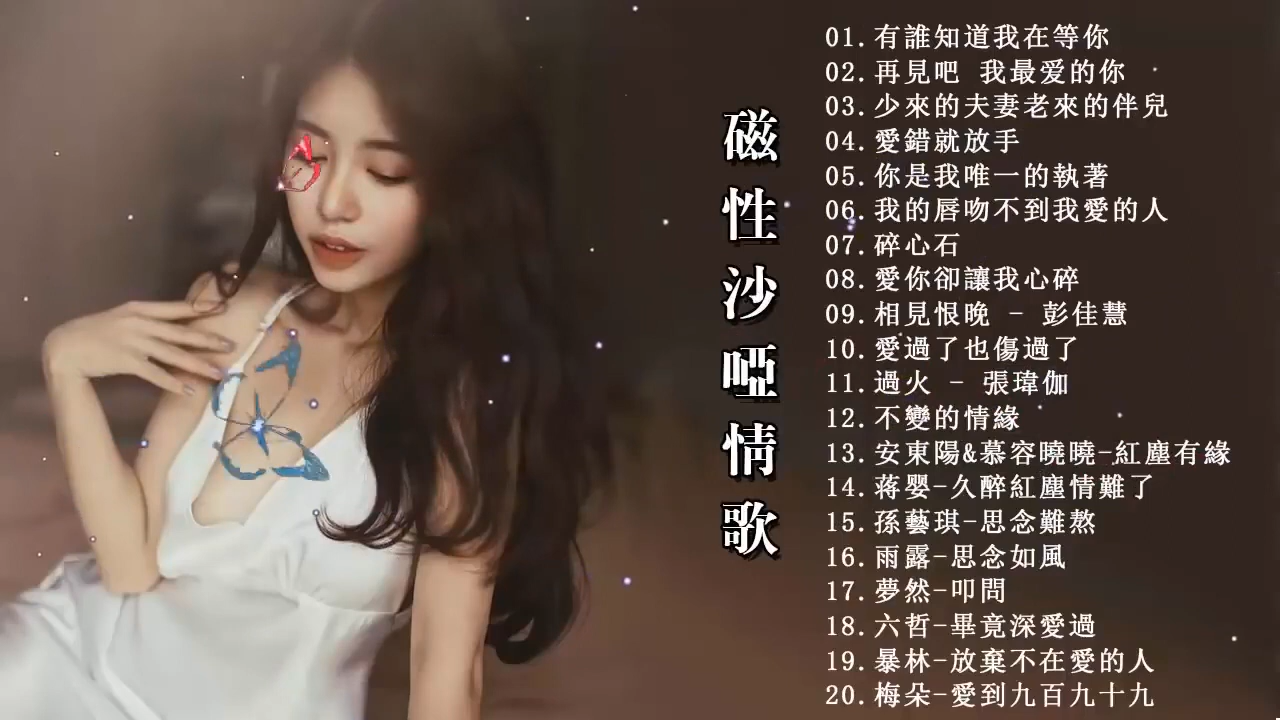 磁性沙啞情歌
01.有誰知道我在等你
02.再見吧 我最爱的你
03.少來的夫妻老來的伴兒
04.愛錯就放手
05.你是我唯一的執著
06.我的唇吻不到我愛的人
07.碎心石
08.愛你卻讓我心碎
09.相見恨晚 - 彭佳慧
10.愛過了也傷過了
11.過火 - 張瑋伽
12.不變的情緣
13.安東陽&慕容曉曉-紅塵有緣
14.蒋婴-久醉紅塵情難了
15.孫藝琪-思念難熬
16.雨露-思念如風
17.夢然-叩問
18.六哲-畢竟深愛過
19.暴林-放棄不在愛的人
20.梅朵-愛到九百九十九